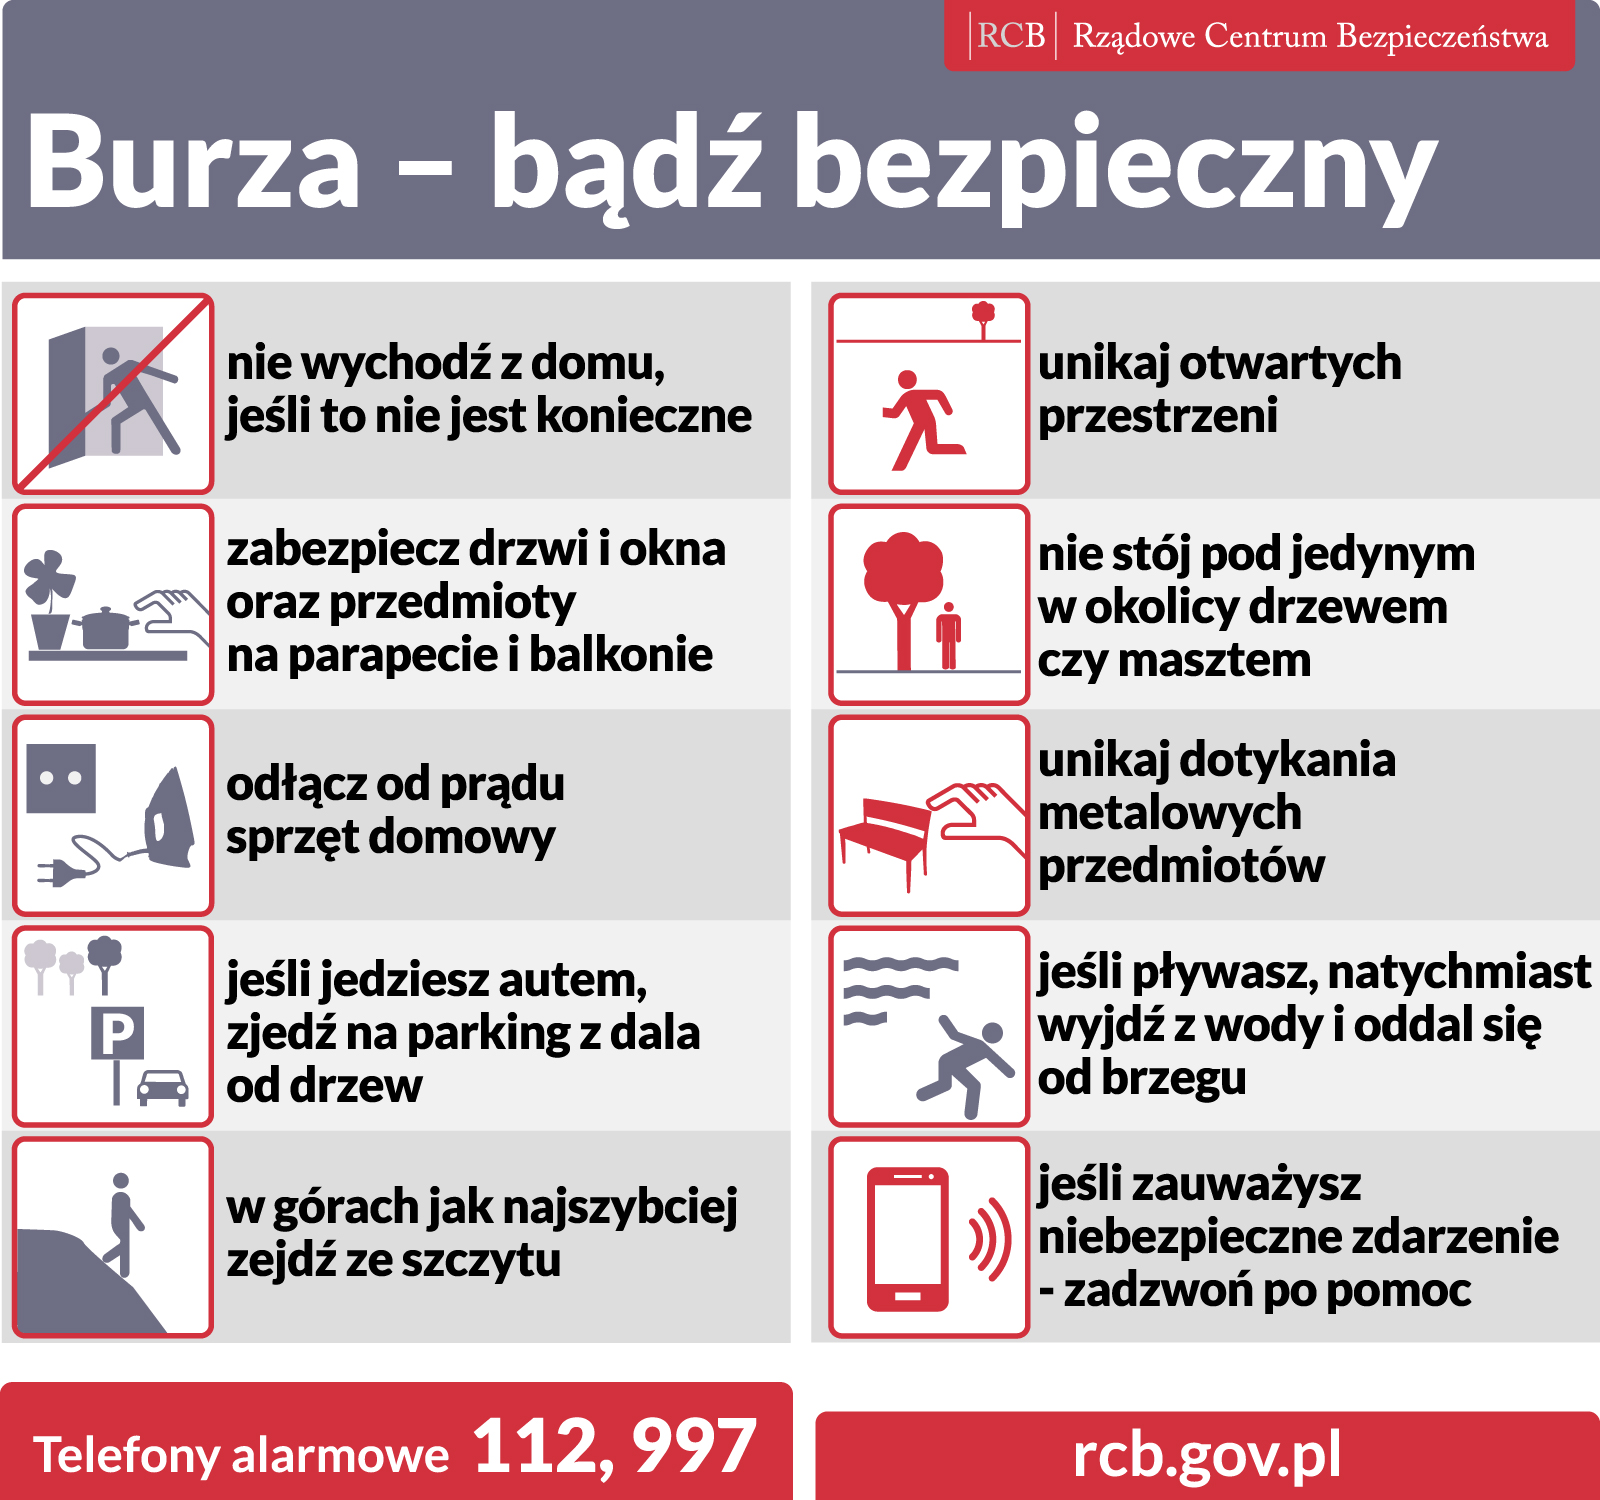 |RCB| Rządowe Centrum Bezpieczeństwa
Burza – bądź bezpieczny
nie wychodź z domu,
jeśli to nie jest konieczne
zabezpiecz drzwi i okna
oraz przedmioty
na parapecie i balkonie
odłącz od prądu
sprzęt domowy
P
jeśli jedziesz autem,
zjedź na parking z dala
od drzew
w górach jak najszybciej
zejdź ze szczytu
unikaj otwartych
przestrzeni
nie stój pod jedynym
w okolicy drzewem
czy masztem
unikaj dotykania
metalowych
przedmiotów
jeśli pływasz, natychmiast
wyjdź z wody i oddal się
od brzegu
jeśli zauważysz
niebezpieczne zdarzenie
- zadzwoń po pomoc
Telefony alarmowe 112, 997
rcb.gov.pl